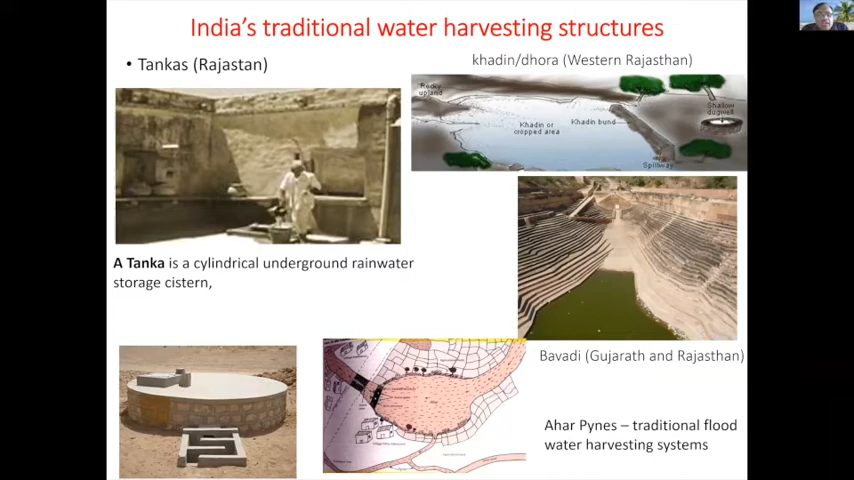 India's traditional water harvesting structures
• Tankas (Rajastan)
khadin/dhora (Western Rajasthan)
Rocky
upland
Khadin or
cropped area
Khadin bund
Shallow
dugwell
Spillway
A Tanka is a cylindrical underground rainwater
storage cistern,
Bavadi (Gujarath and Rajasthan)
Ahar Pynes – traditional flood
water harvesting systems